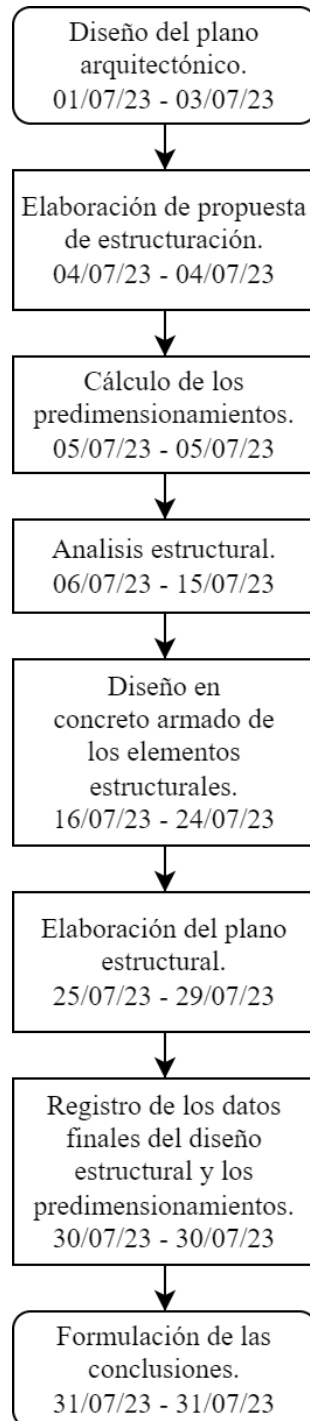 Diseño del plano
arquitectónico.
01/07/23 - 03/07/23
Elaboración de propuesta
de estructuración.
04/07/23 - 04/07/23
Cálculo de los
predimensionamientos.
05/07/23 - 05/07/23
Analisis estructural.
06/07/23 - 15/07/23
Diseño en
concreto armado de
los elementos
estructurales.
16/07/23 - 24/07/23
Elaboración del plano
estructural.
25/07/23 - 29/07/23
Registro de los datos
finales del diseño
estructural y los
predimensionamientos.
30/07/23 - 30/07/23
Formulación de las
conclusiones.
31/07/23 - 31/07/23